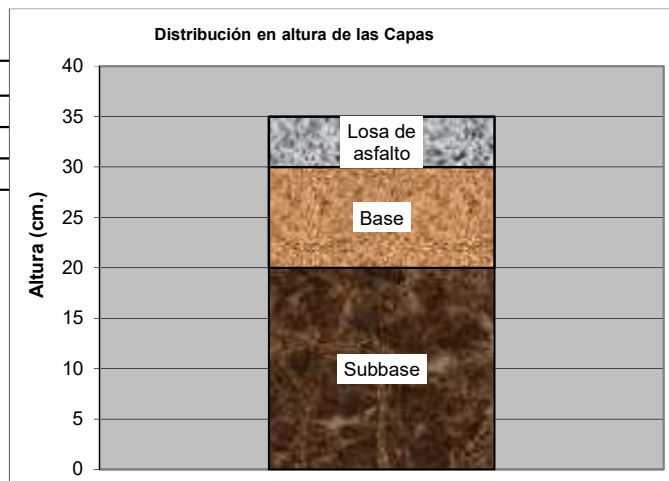 Distribución en altura de las Capas
40
35
30
25
20
15
10
5
0
Altura (cm.)
Losa de
asfalto
Base
Subbase